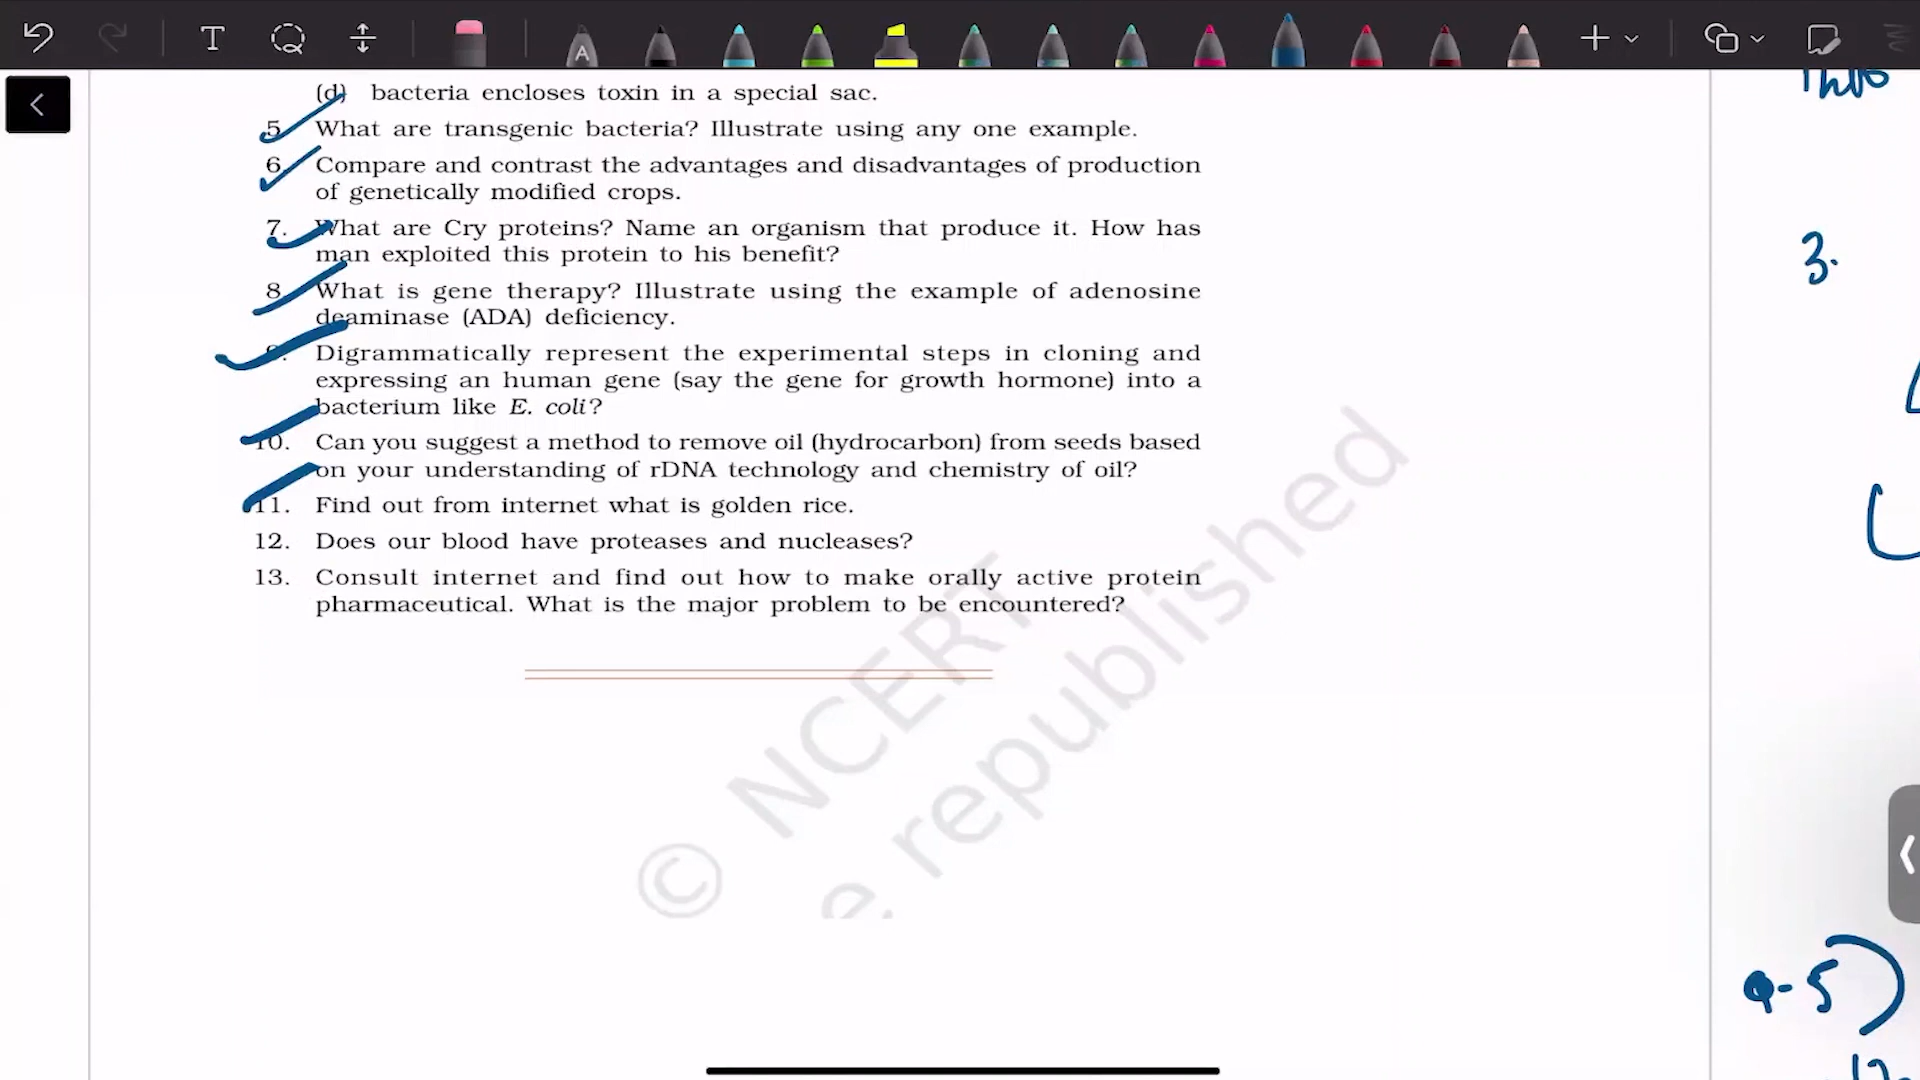 T
A
(d) bacteria encloses toxin in a special sac.
5. What are transgenic bacteria? Illustrate using any one example.
6. Compare and contrast the advantages and disadvantages of production
of genetically modified crops.
7. What are Cry proteins? Name an organism that produce it. How has
man exploited this protein to his benefit?
8. What is gene therapy? Illustrate using the example of adenosine
deaminase (ADA) deficiency.
9. Digrammatically represent the experimental steps in cloning and
expressing an human gene (say the gene for growth hormone) into a
bacterium like E. coli?
10. Can you suggest a method to remove oil (hydrocarbon) from seeds based
on your understanding of rDNA technology and chemistry of oil?
11. Find out from internet what is golden rice.
12. Does our blood have proteases and nucleases?
13. Consult internet and find out how to make orally active protein
pharmaceutical. What is the major problem to be encountered?
© NCERT
republished
3.
Q-5)